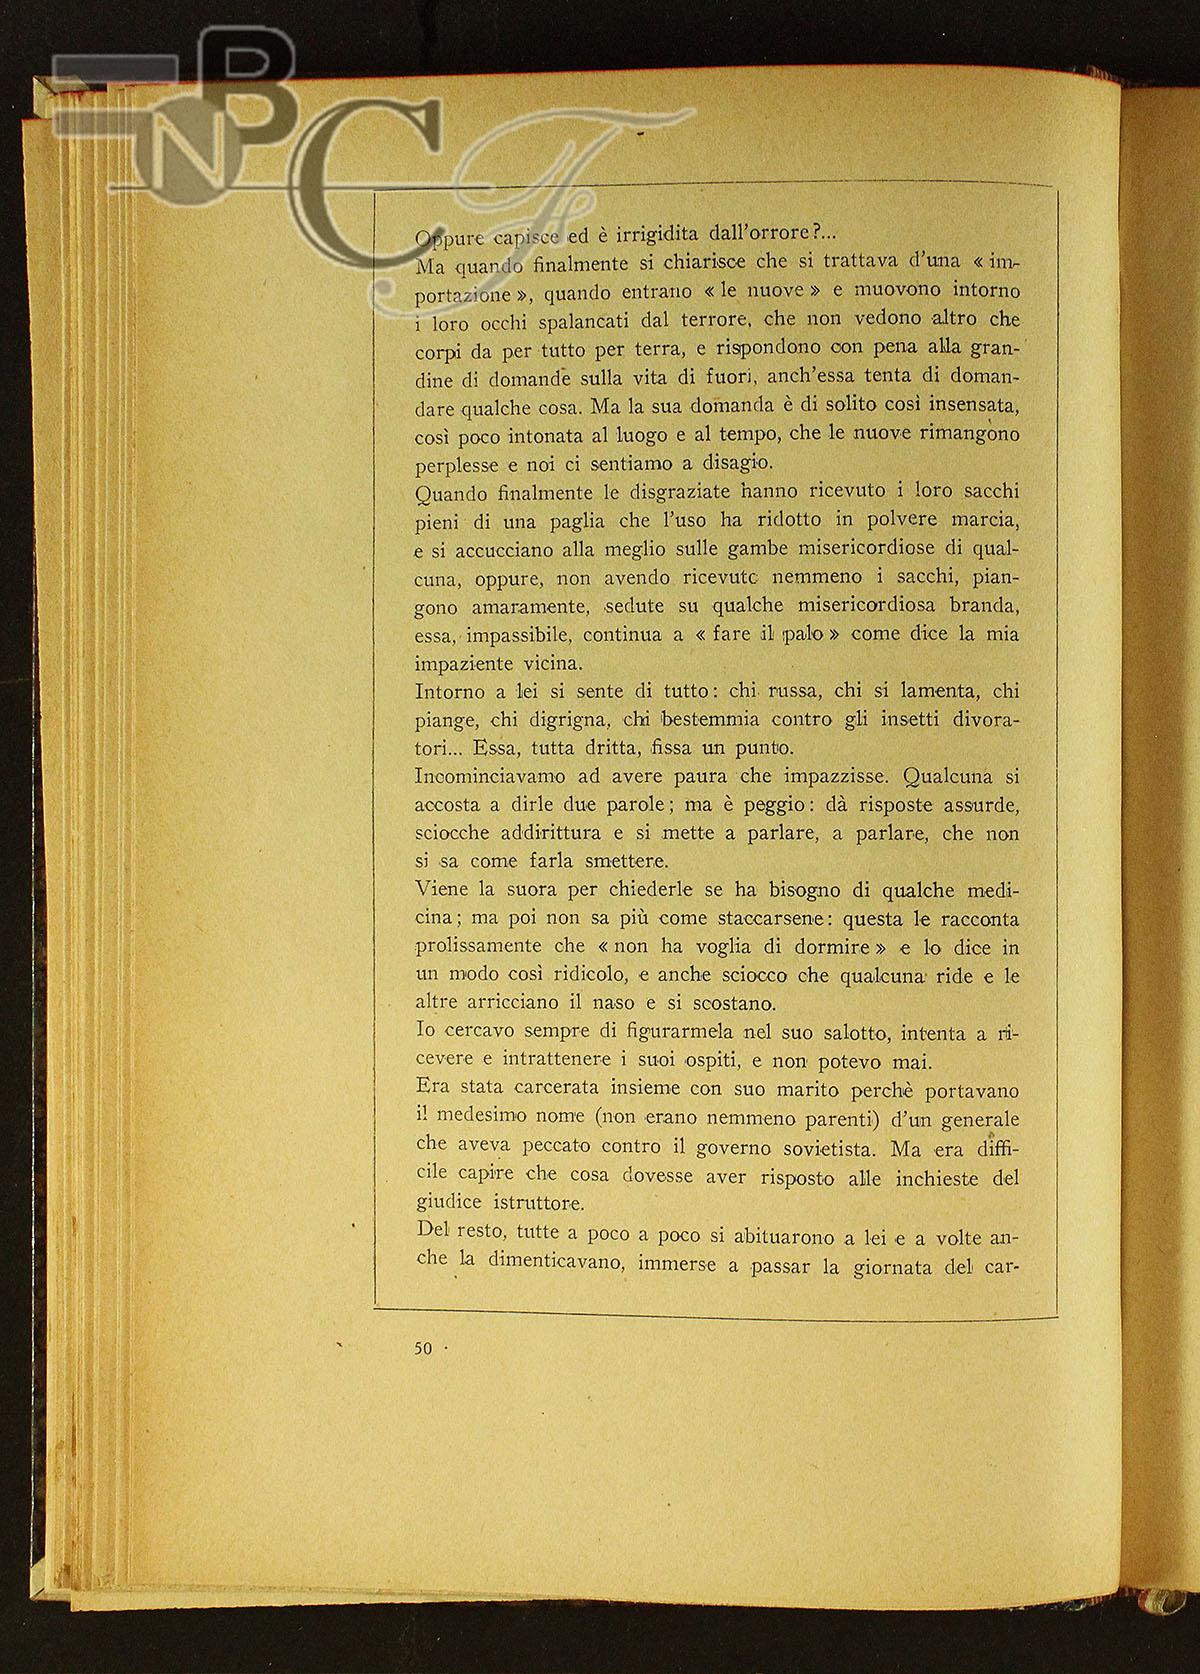 NBCF
Oppure capisce ed è irrigidita dall'orrore?...
Ma quando finalmente si chiarisce che si trattava d'una « im-
portazione », quando entrano « le nuove » e muovono intorno
i loro occhi spalancati dal terrore, che non vedono altro che
corpi da per tutto per terra, e rispondono con pena alla gran-
dine di domande sulla vita di fuori, anch'essa tenta di doman-
dare qualche cosa. Ma la sua domanda è di solito così insensata,
così poco intonata al luogo e al tempo, che le nuove rimangono
perplesse e noi ci sentiamo a disagio.
Quando finalmente le disgraziate hanno ricevuto i loro sacchi
pieni di una paglia che l'uso ha ridotto in polvere marcia,
e si accucciano alla meglio sulle gambe misericordiose di qual-
cuna, oppure, non avendo ricevuto nemmeno i sacchi, pian-
gono amaramente, sedute su qualche misericordiosa branda,
essa, impassibile, continua a « fare il palo » come dice la mia
impaziente vicina.
Intorno a lei si sente di tutto: chi russa, chi si lamenta, chi
piange, chi digrigna, chi bestemmia contro gli insetti divora-
tori... Essa, tutta dritta, fissa un punto.
Incominciavamo ad avere paura che impazzisse. Qualcuna si
accosta a dirle due parole; ma è peggio: dà risposte assurde,
sciocche addirittura e si mette a parlare, a parlare, che non
si sa come farla smettere.
Viene la suora per chiederle se ha bisogno di qualche medi-
cina; ma poi non sa più come staccarsene: questa le racconta
prolissamente che « non ha voglia di dormire » e lo dice in
un modo così ridicolo, e anche sciocco che qualcuna ride e le
altre arricciano il naso e si scostano.
Io cercavo sempre di figurarmela nel suo salotto, intenta a ri-
cevere e intrattenere i suoi ospiti, e non potevo mai.
Era stata carcerata insieme con suo marito perchè portavano
il medesimo nome (non erano nemmeno parenti) d'un generale
che aveva peccato contro il governo sovietista. Ma era diffi-
cile capire che cosa dovesse aver risposto alle inchieste del
giudice istruttore.
Del resto, tutte a poco a poco si abituarono a lei e a volte an-
che la dimenticavano, immerse a passar la giornata del car-
50